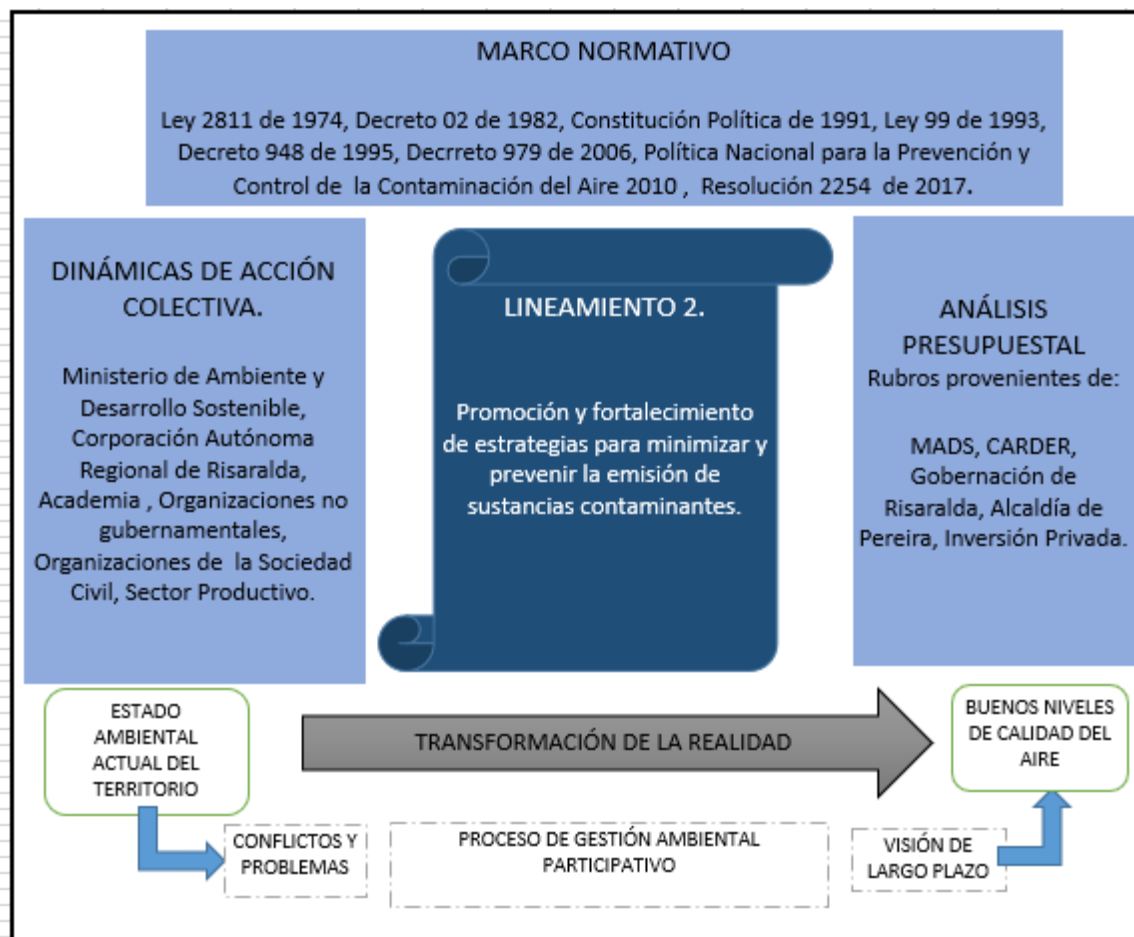 MARCO NORMATIVO
Ley 2811 de 1974, Decreto 02 de 1982, Constitución Política de 1991, Ley 99 de 1993,
Decreto 948 de 1995, Decrreto 979 de 2006, Política Nacional para la Prevención y
Control de la Contaminación del Aire 2010 , Resolución 2254 de 2017.
DINÁMICAS DE ACCIÓN
COLECTIVA.
Ministerio de Ambiente y
Desarrollo Sostenible,
Corporación Autónoma
Regional de Risaralda,
Academia , Organizaciones no
gubernamentales,
Organizaciones de la Sociedad
Civil, Sector Productivo.
LINEAMIENTO 2.
Promoción y fortalecimiento
de estrategias para minimizar y
prevenir la emisión de
sustancias contaminantes.
ANÁLISIS
PRESUPUESTAL
Rubros provenientes de:
MADS, CARDER,
Gobernación de
Risaralda, Alcaldía de
Pereira, Inversión Privada.
ESTADO
AMBIENTAL
ACTUAL DEL
TERRITORIO
TRANSFORMACIÓN DE LA REALIDAD
BUENOS NIVELES
DE CALIDAD DEL
AIRE
CONFLICTOS Y
PROBLEMAS
PROCESO DE GESTIÓN AMBIENTAL
PARTICIPATIVO
VISIÓN DE
LARGO PLAZO